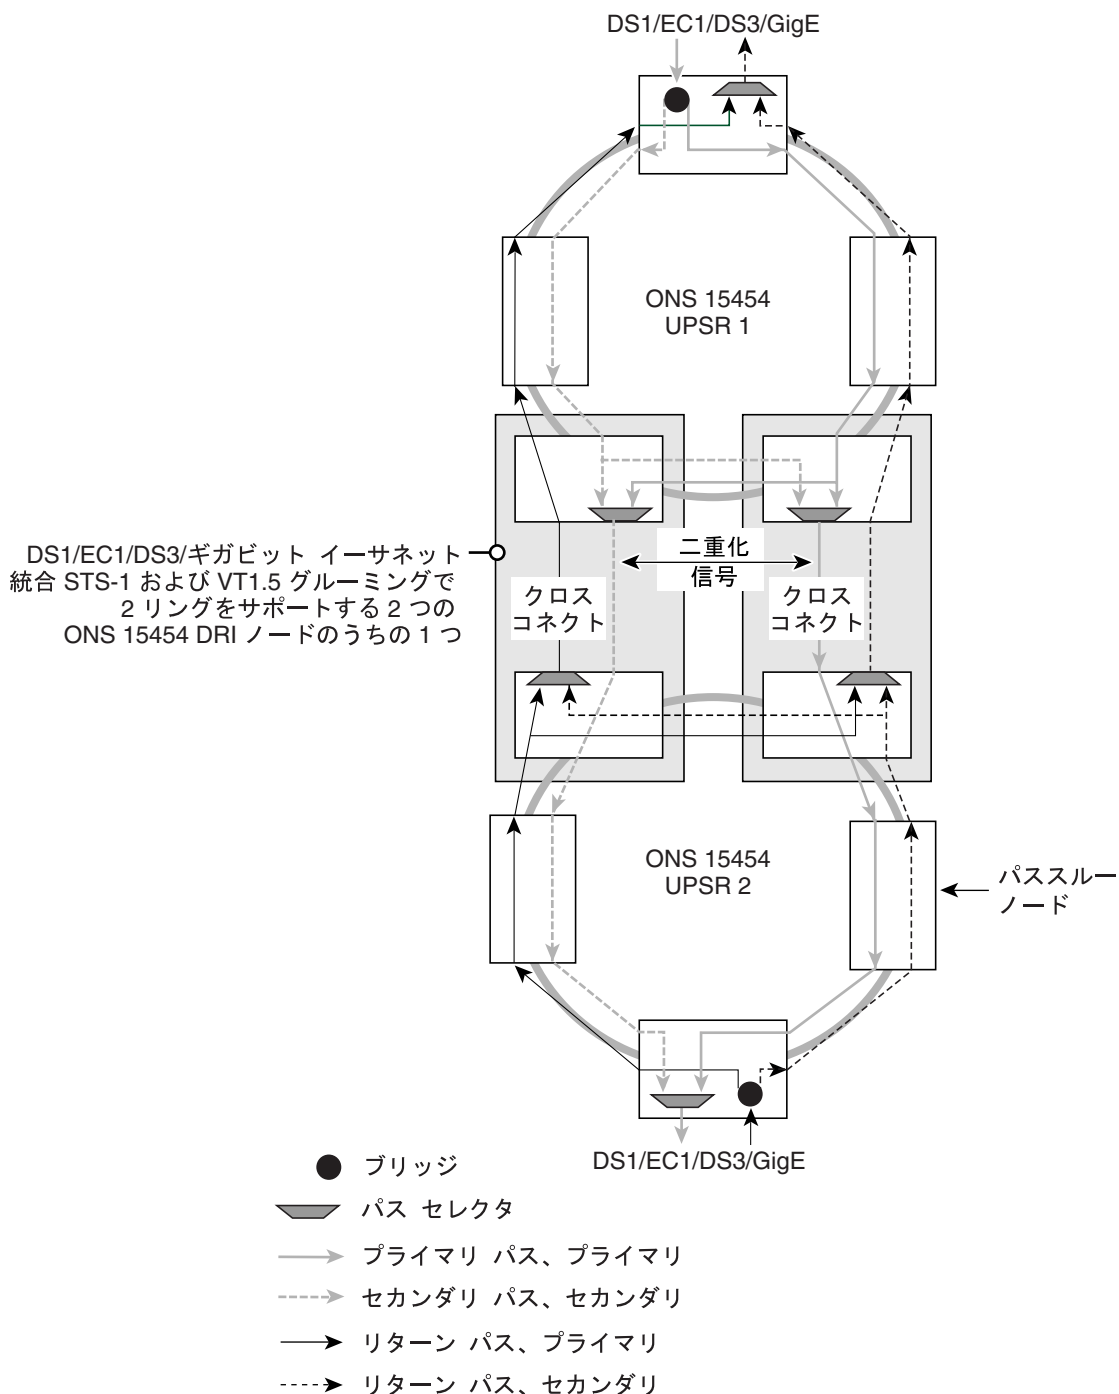 DS1/EC1/DS3/GigE
ONS 15454
UPSR 1
DS1/EC1/DS3/ギガビット イーサネット
統合 STS-1 および VT1.5 グルーミングで
2 リングをサポートする 2 つの
ONS 15454 DRI ノードのうちの 1 つ
二重化
信号
クロス
コネクト
クロス
コネクト
ONS 15454
UPSR 2
パススルー
ノード
DS1/EC1/DS3/GigE
ブリッジ
パス セレクタ
プライマリ パス、プライマリ
セカンダリ パス、セカンダリ
リターン パス、プライマリ
リターン パス、セカンダリ